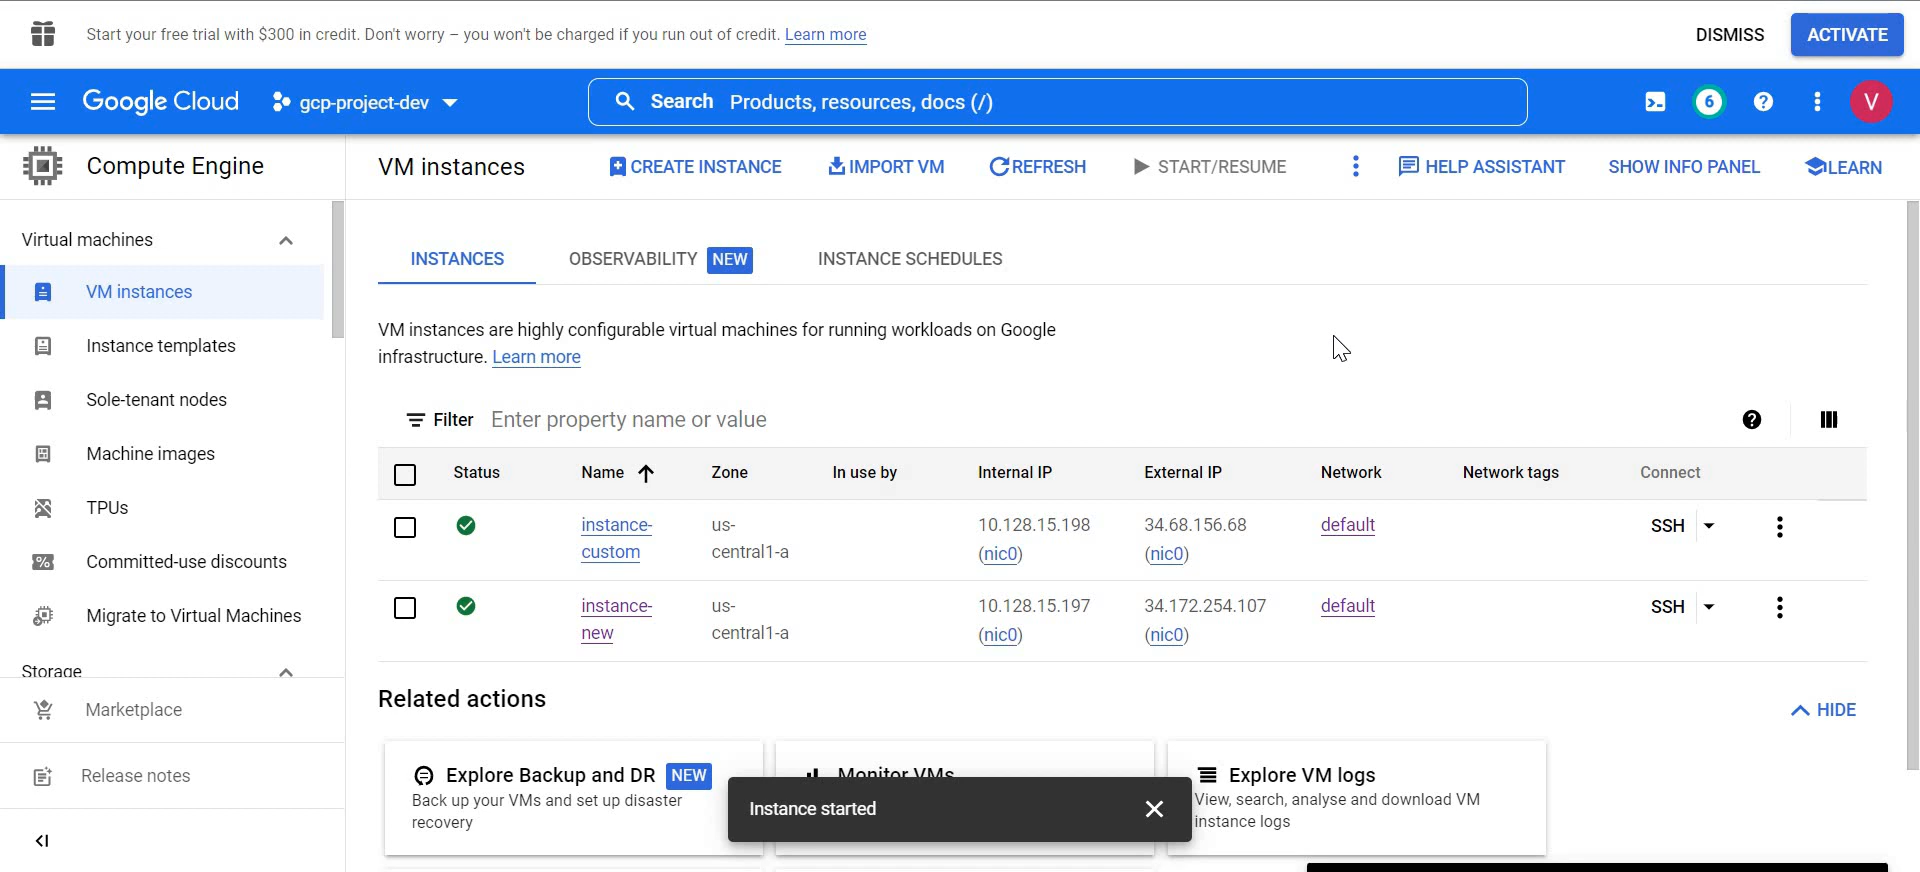 Start your free trial with $300 in credit. Don't worry – you won't be charged if you run out of credit. Learn more
DISMISS
ACTIVATE
Google Cloud
gcp-project-dev
Search Products, resources, docs (/)
6
V
Compute Engine
VM instances
CREATE INSTANCE
IMPORT VM
REFRESH
START/RESUME
HELP ASSISTANT
SHOW INFO PANEL
LEARN
Virtual machines
VM instances
Instance templates
Sole-tenant nodes
Machine images
TPUs
Committed-use discounts
Migrate to Virtual Machines
Storage
Marketplace
Release notes
INSTANCES
OBSERVABILITY NEW
INSTANCE SCHEDULES
VM instances are highly configurable virtual machines for running workloads on Google
infrastructure. Learn more
Filter Enter property name or value
Status Name Zone In use by Internal IP External IP Network Network tags Connect
instance- us- 10.128.15.198 34.68.156.68 default SSH
custom central1-a (nic0) (nic0)
instance- us- 10.128.15.197 34.172.254.107 default SSH
new central1-a (nic0) (nic0)
Related actions
HIDE
Explore Backup and DR NEW
Back up your VMs and set up disaster
recovery
Monitor VMs
Explore VM logs
View, search, analyse and download VM
instance logs
Instance started